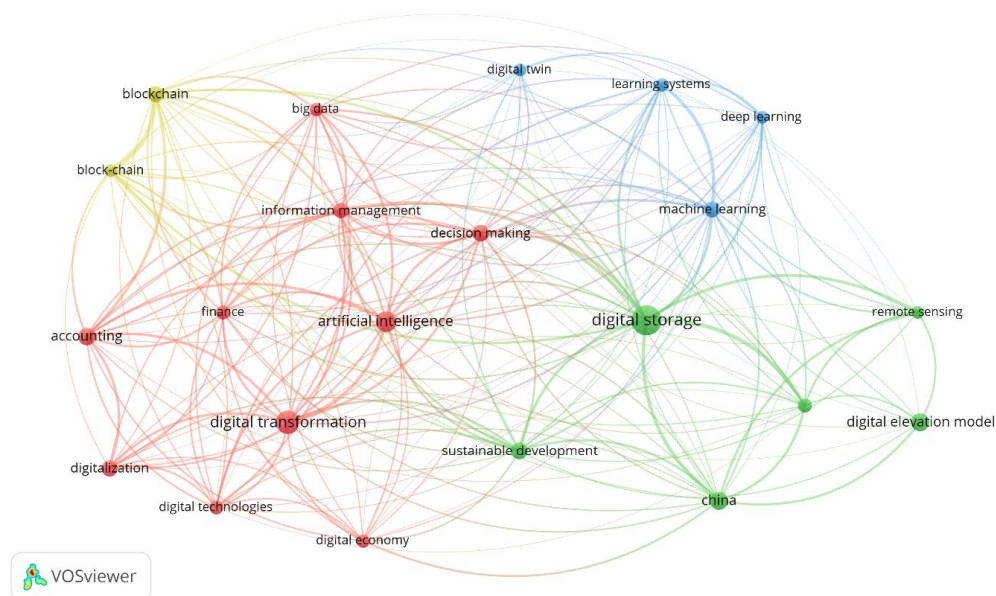 digital twin
learning systems
blockchain
big data
deep learning
block-chain
information management
machine learning
decision making
finance
remote sensing
artificial intelligence
digital storage
accounting
digital transformation
digital elevation model
sustainable development
digitalization
china
digital technologies
digital economy
VOSviewer